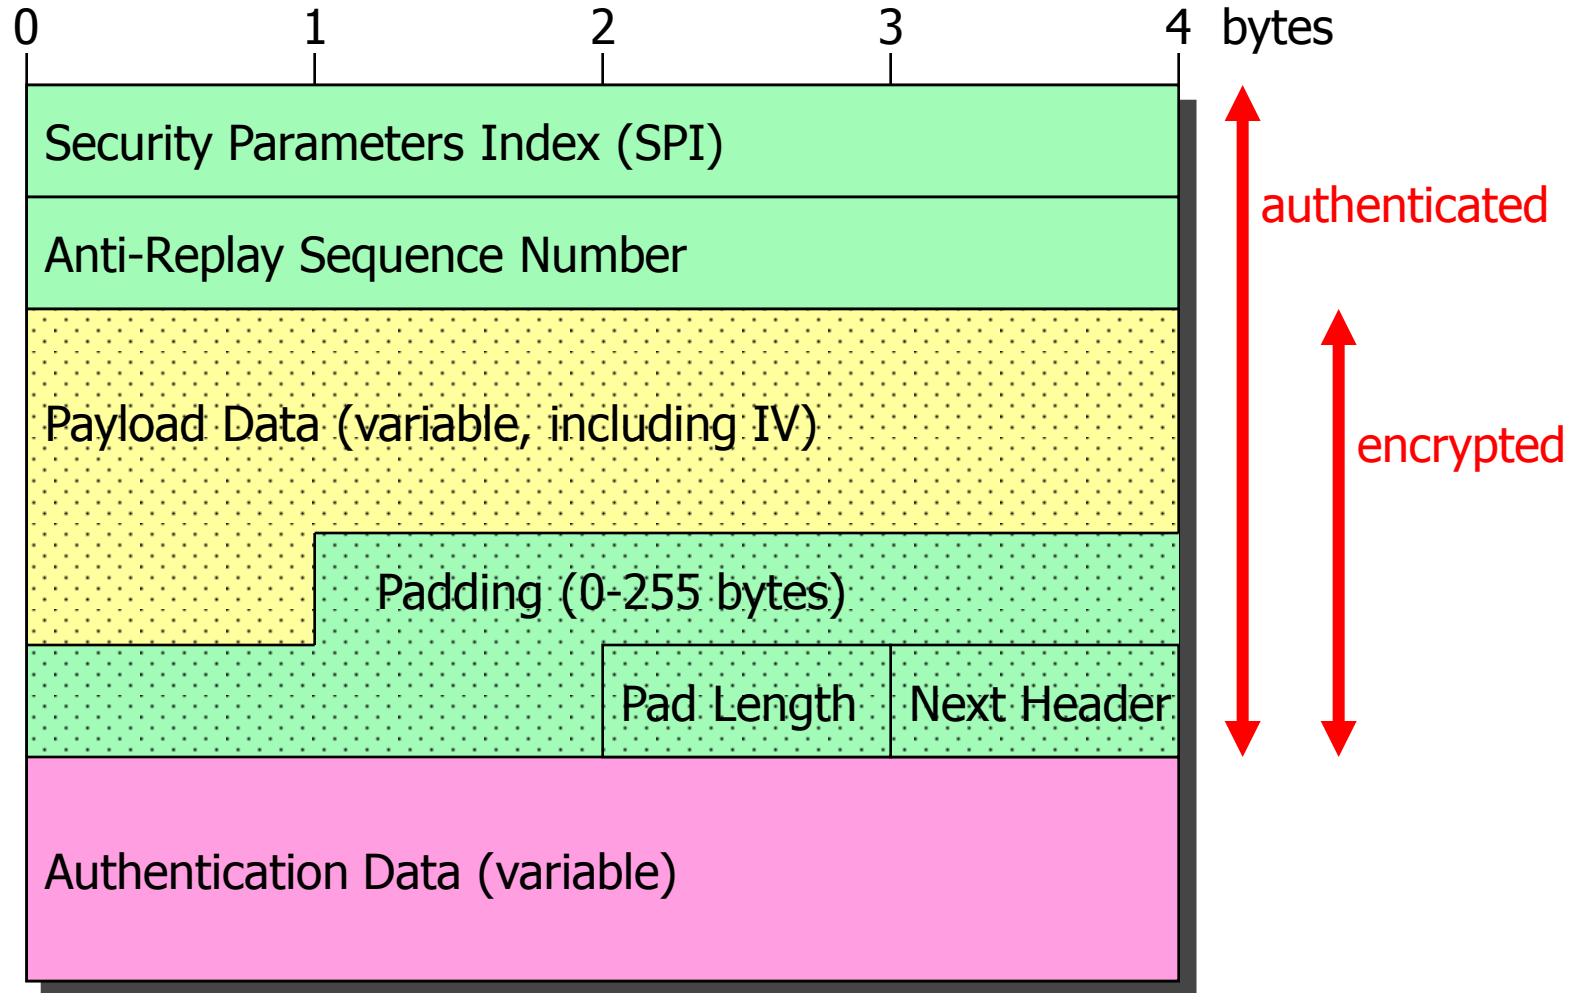 0 1 2 3 4 bytes
Security Parameters Index (SPI)
authenticated
Anti-Replay Sequence Number
Payload Data (variable, including IV)
encrypted
Padding (0-255 bytes)
Pad Length
Next Header
Authentication Data (variable)